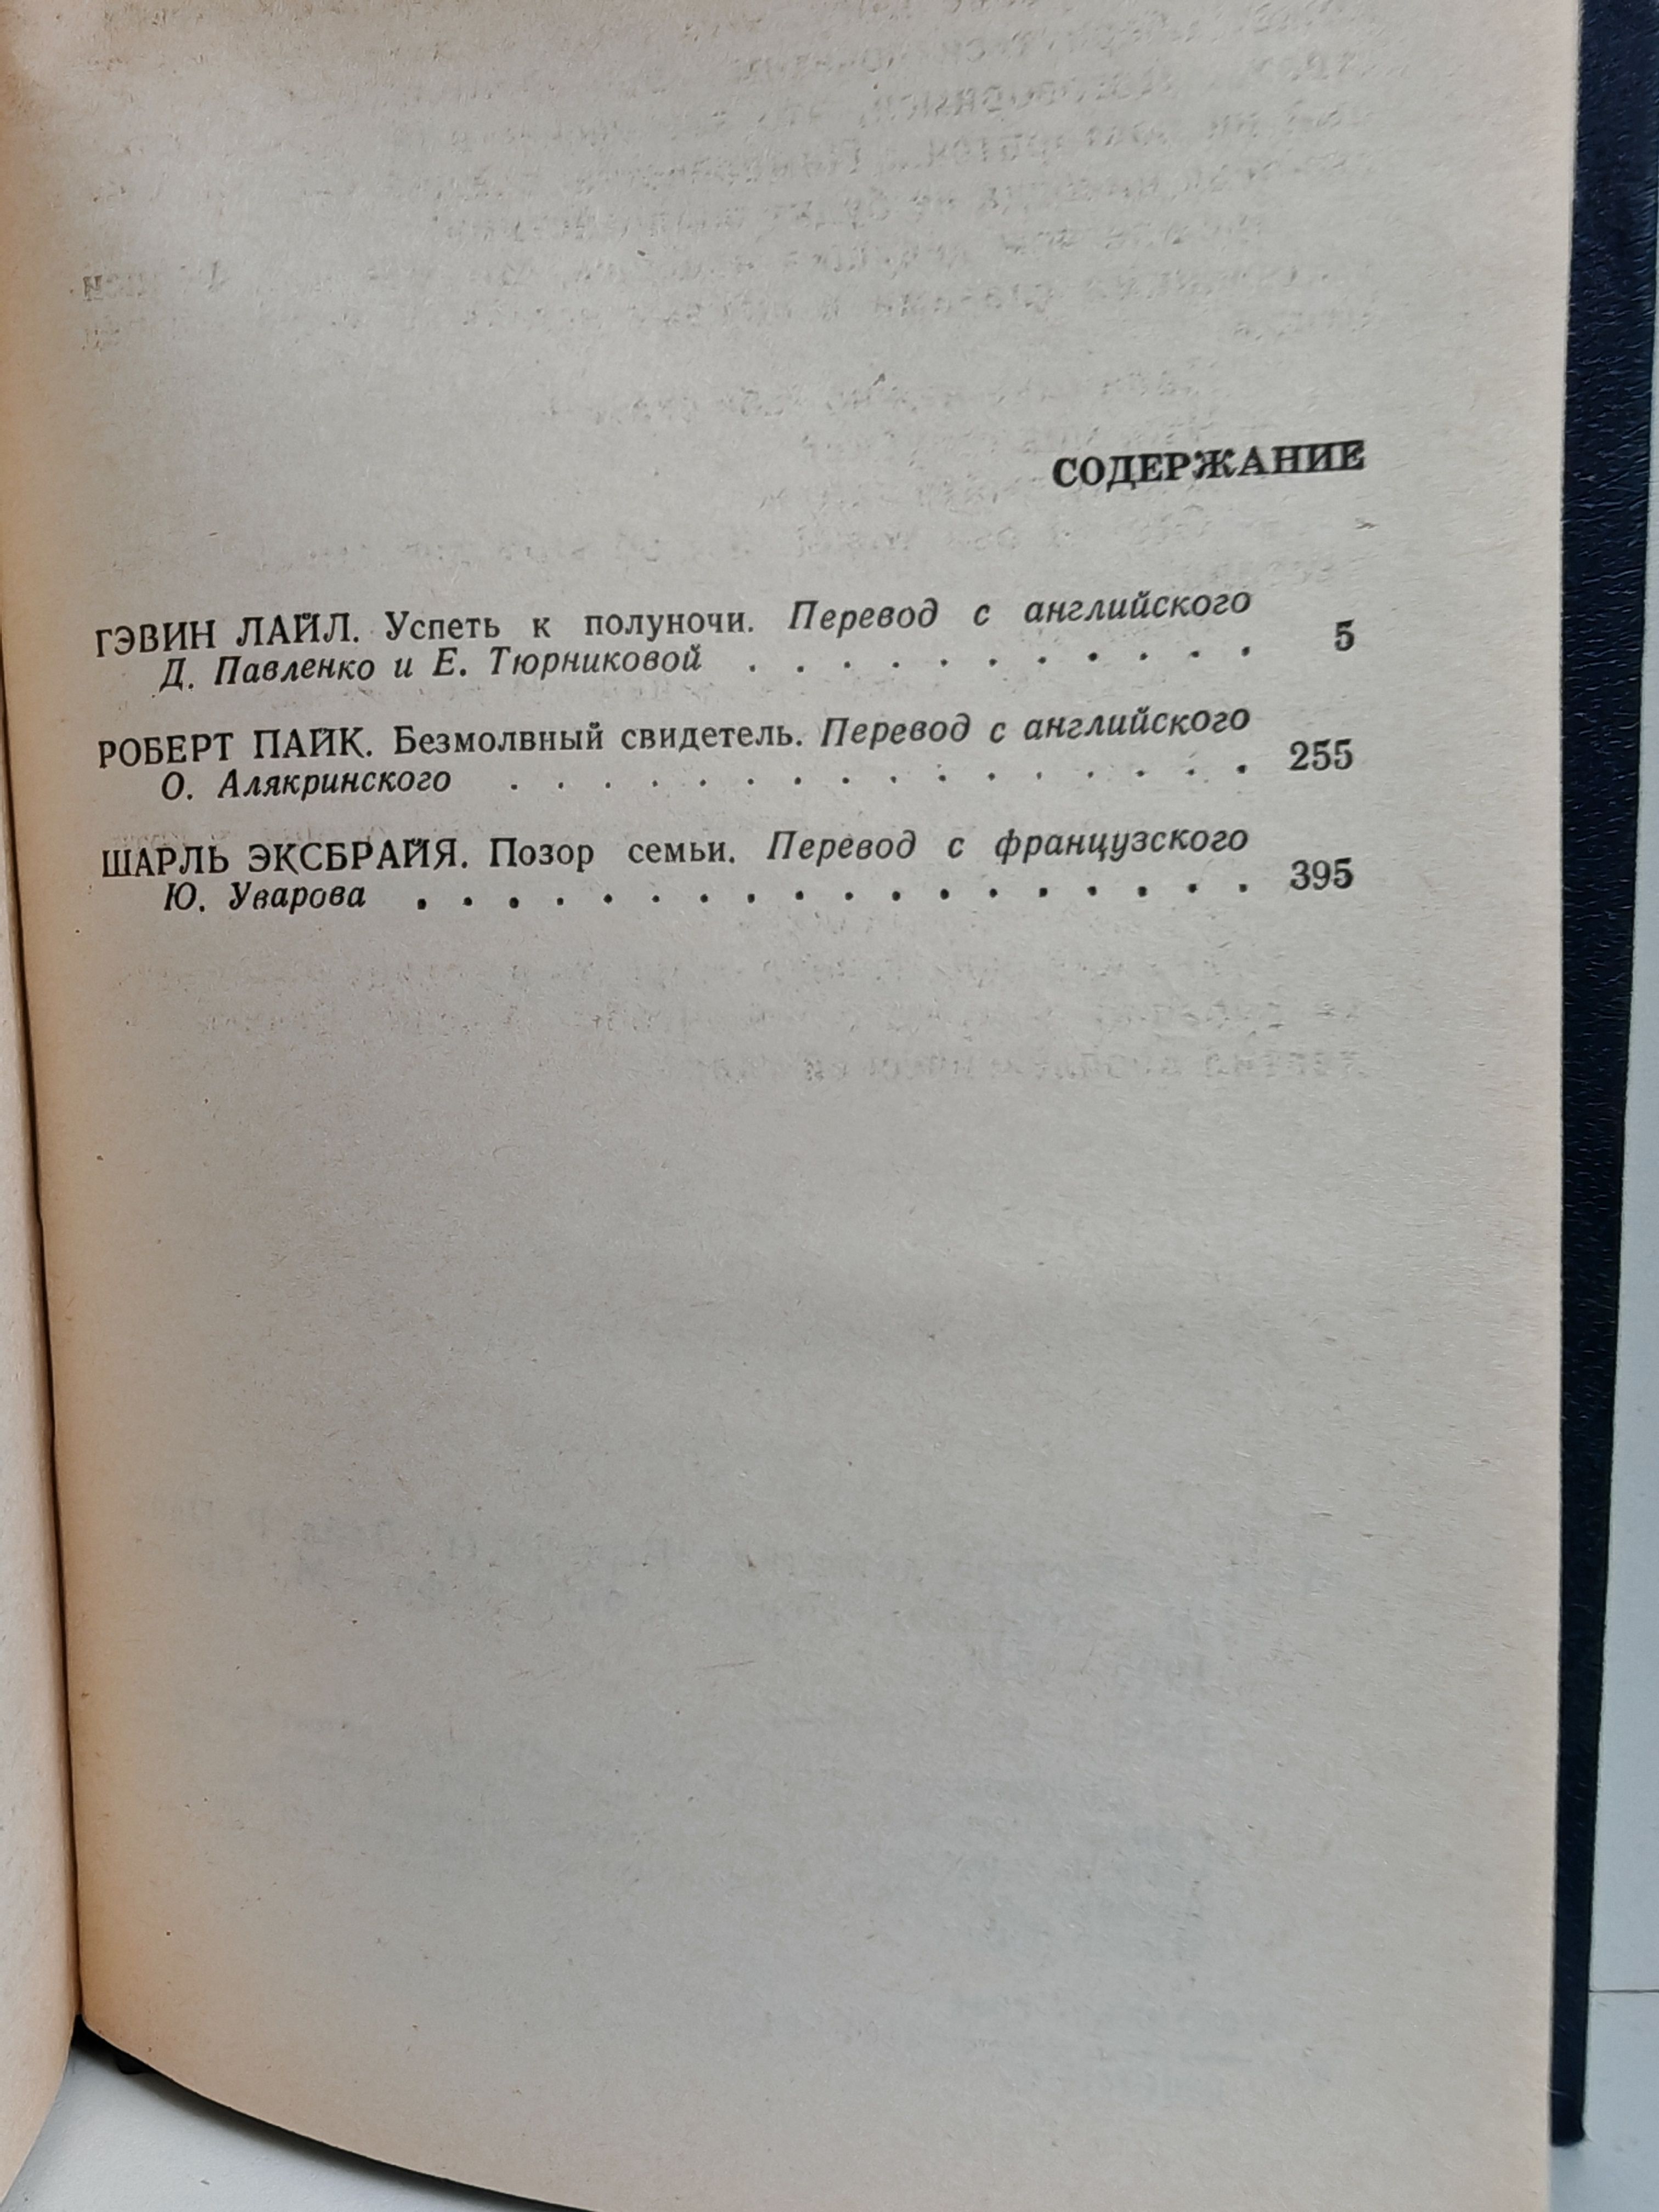 СОДЕРЖАНИЕ
ГЭВИН ЛАЙЛ. Успеть к полуночи. Перевод с английского
Д. Павленко и Е. Тюрниковой . . . . . . . . . . . 5
РОБЕРТ ПАЙК. Безмолвный свидетель. Перевод с английского
О. Алякринского . . . . . . . . . . . . . . . . 255
ШАРЛЬ ЭКСБРАЙЯ. Позор семьи. Перевод с французского
Ю. Уварова . . . . . . . . . . . . . . . . . . 395